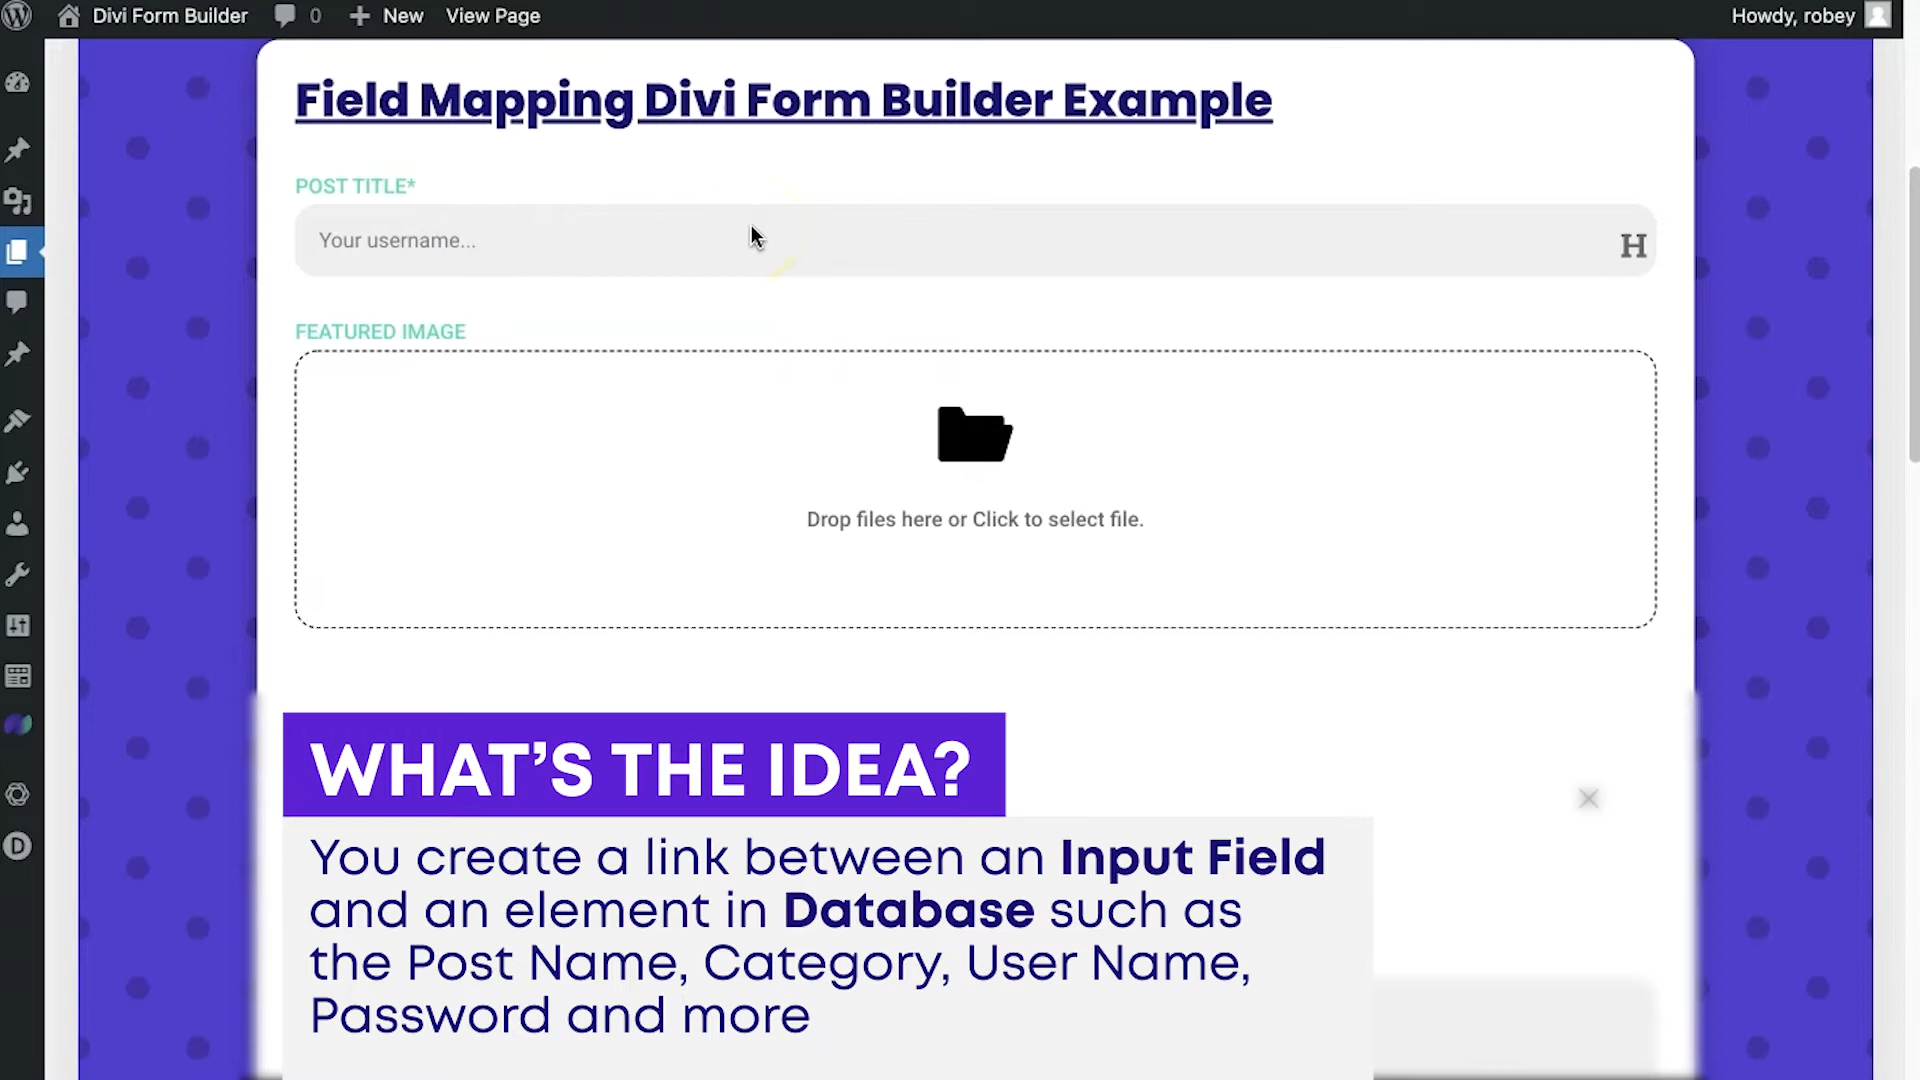 Divi Form Builder
0
New
View Page
Howdy, robey
Field Mapping Divi Form Builder Example
POST TITLE*
Your username...
H
FEATURED IMAGE
Drop files here or Click to select file.
WHAT’S THE IDEA?
You create a link between an Input Field
and an element in Database such as
the Post Name, Category, User Name,
Password and more
D